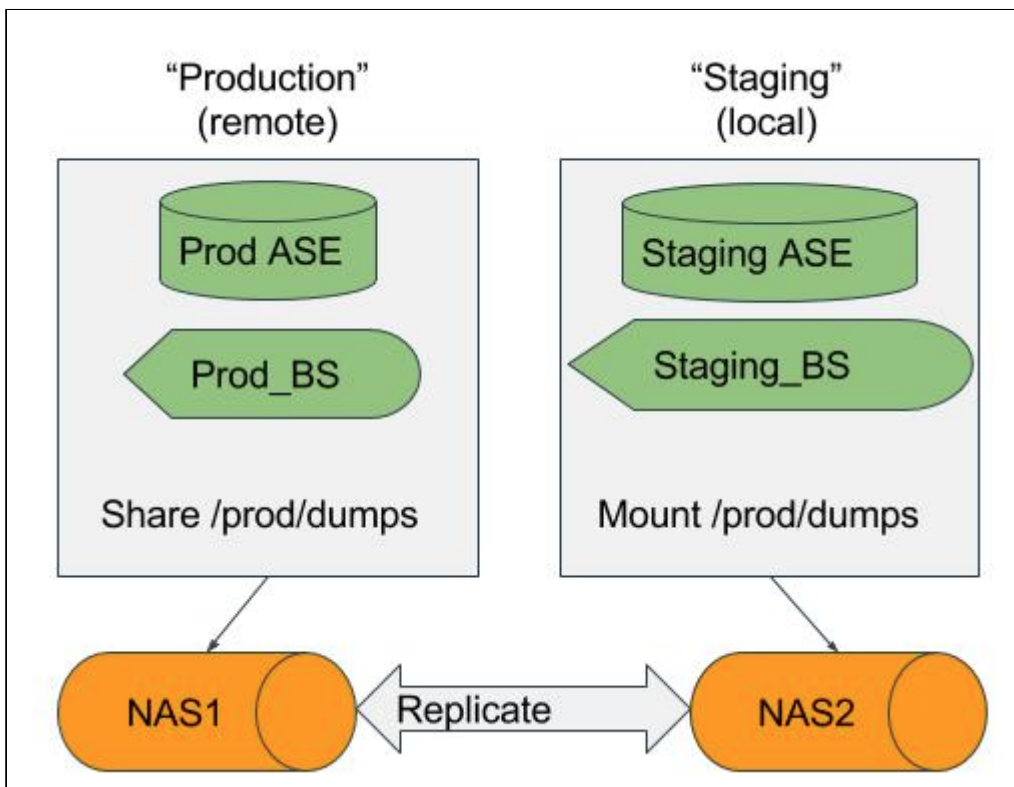 “Production”
(remote)
“Staging”
(local)
Prod ASE
Staging ASE
Prod_BS
Staging_BS
Share /prod/dumps
Mount /prod/dumps
NAS1
Replicate
NAS2